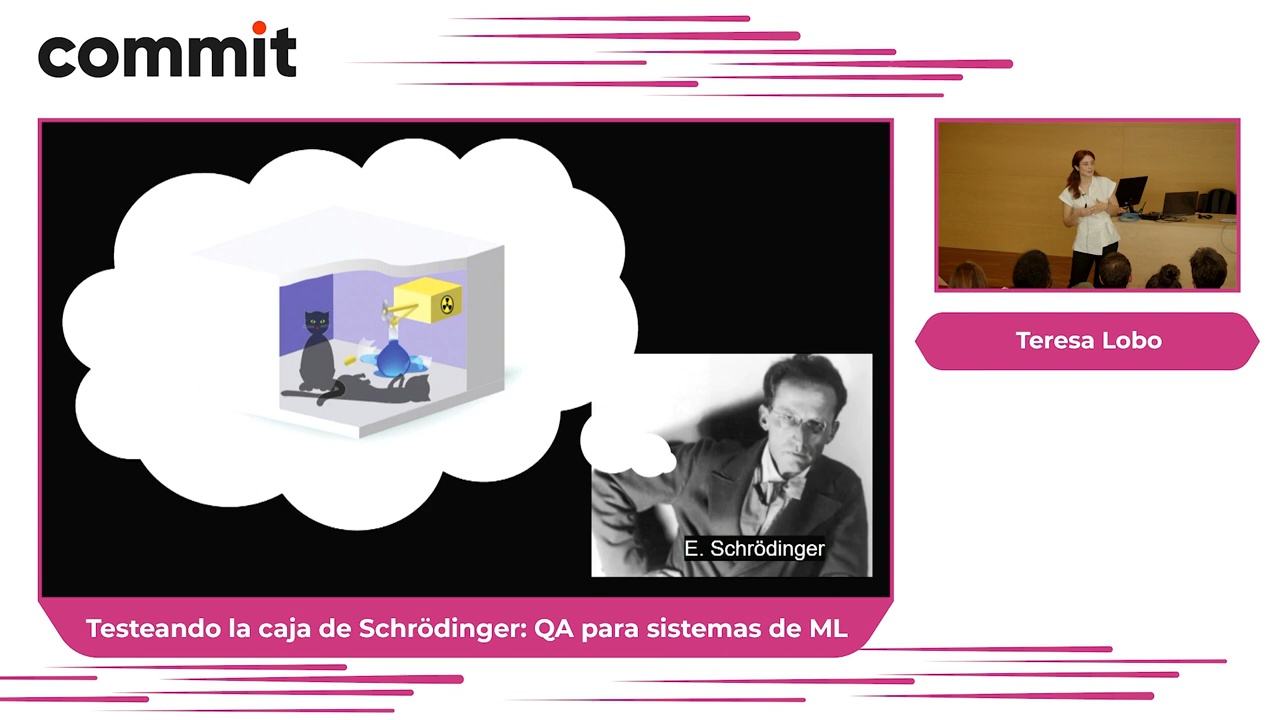 commit
Teresa Lobo
E. Schrödinger
Testeando la caja de Schrödinger: QA para sistemas de ML